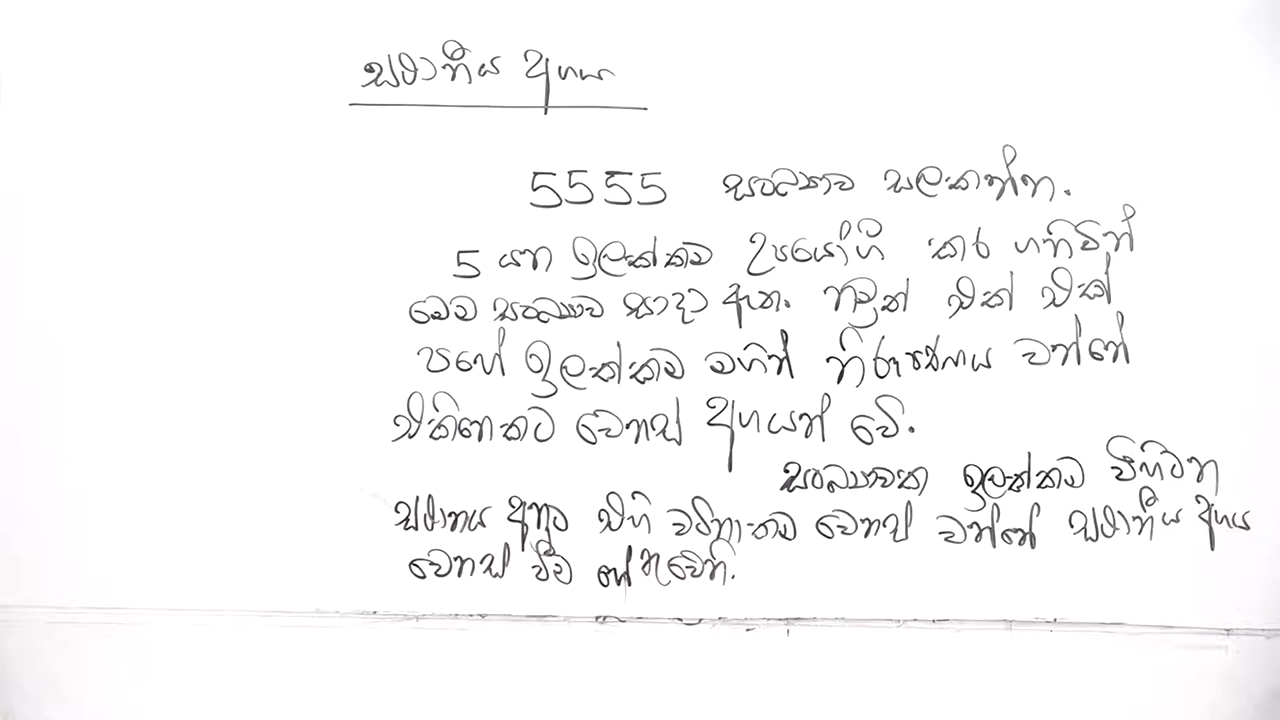 ස්ථානීය අගය
5555 සංඛ්‍යාව සලකන්න.
5 යන ඉලක්කම උපයෝගී කර ගනිමින්
මෙම සංඛ්‍යාව සාදා ඇත. නමුත් එක් එක්
පහේ ඉලක්කම මගින් නිරූපණය වන්නේ
එකිනෙකට වෙනස් අගයන් වේ.
සංඛ්‍යාවක ඉලක්කම පිහිටන
ස්ථානය අනුව එහි වටිනාකම වෙනස් වන්නේ ස්ථානීය අගය
වෙනස් වීම හේතුවෙනි.